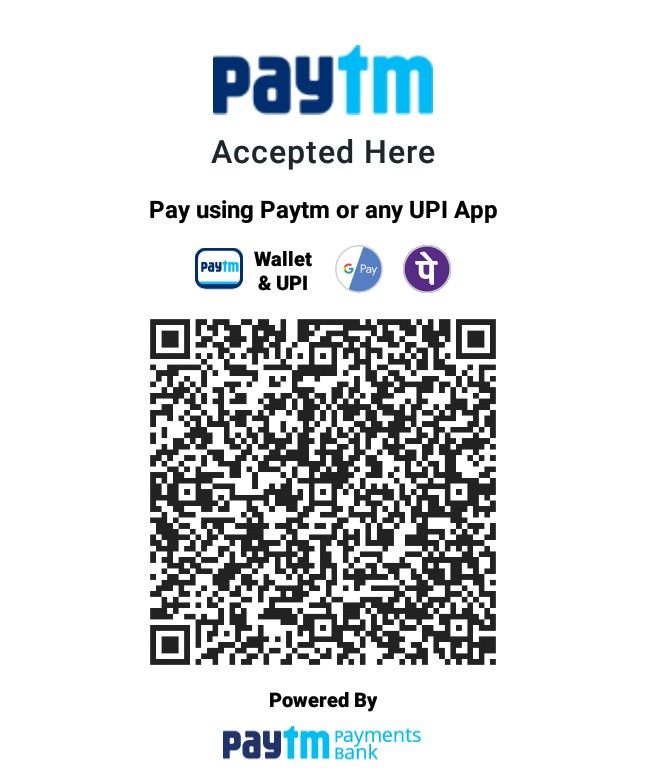 paytm
Accepted Here
Pay using Paytm or any UPI App
paytm Wallet & UPI G Pay पे
Powered By
paytm Payments Bank